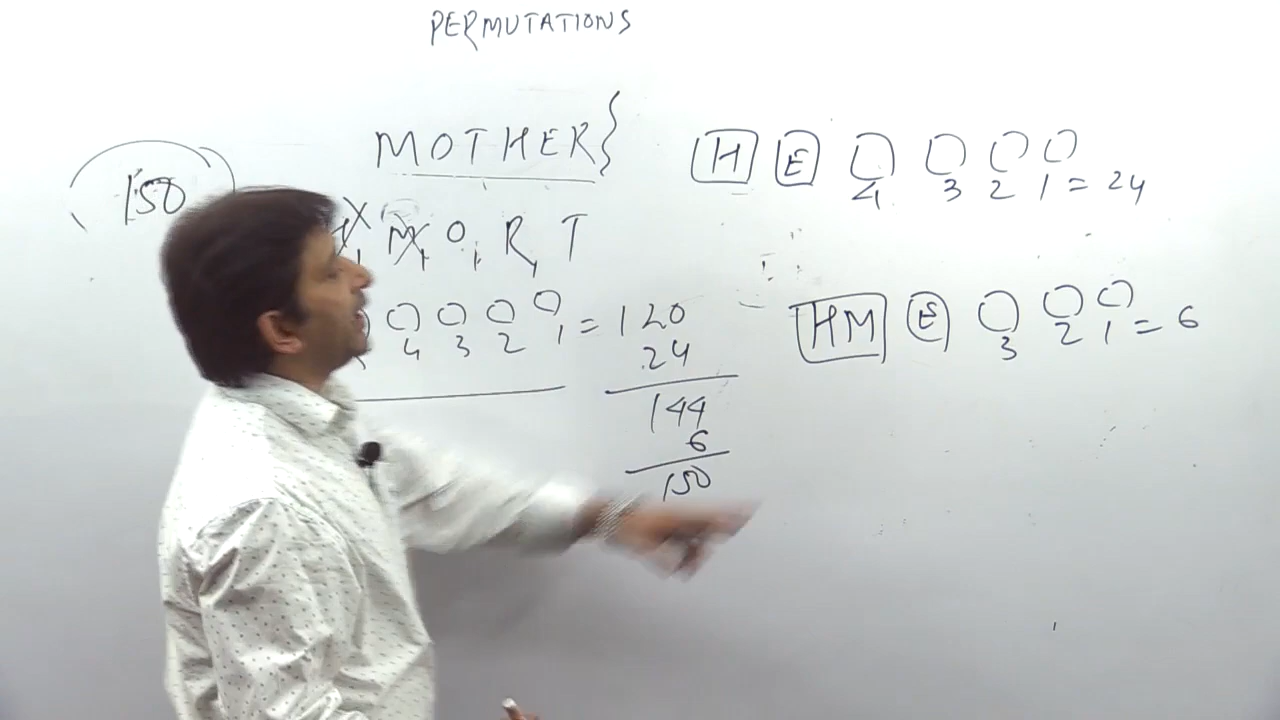 PERMUTATIONS
MOTHER}
150
M O R T
4 3 2 1 = 120
24
144
6
150
H E
4 3 2 1 = 24
HM E
3 2 1 = 6